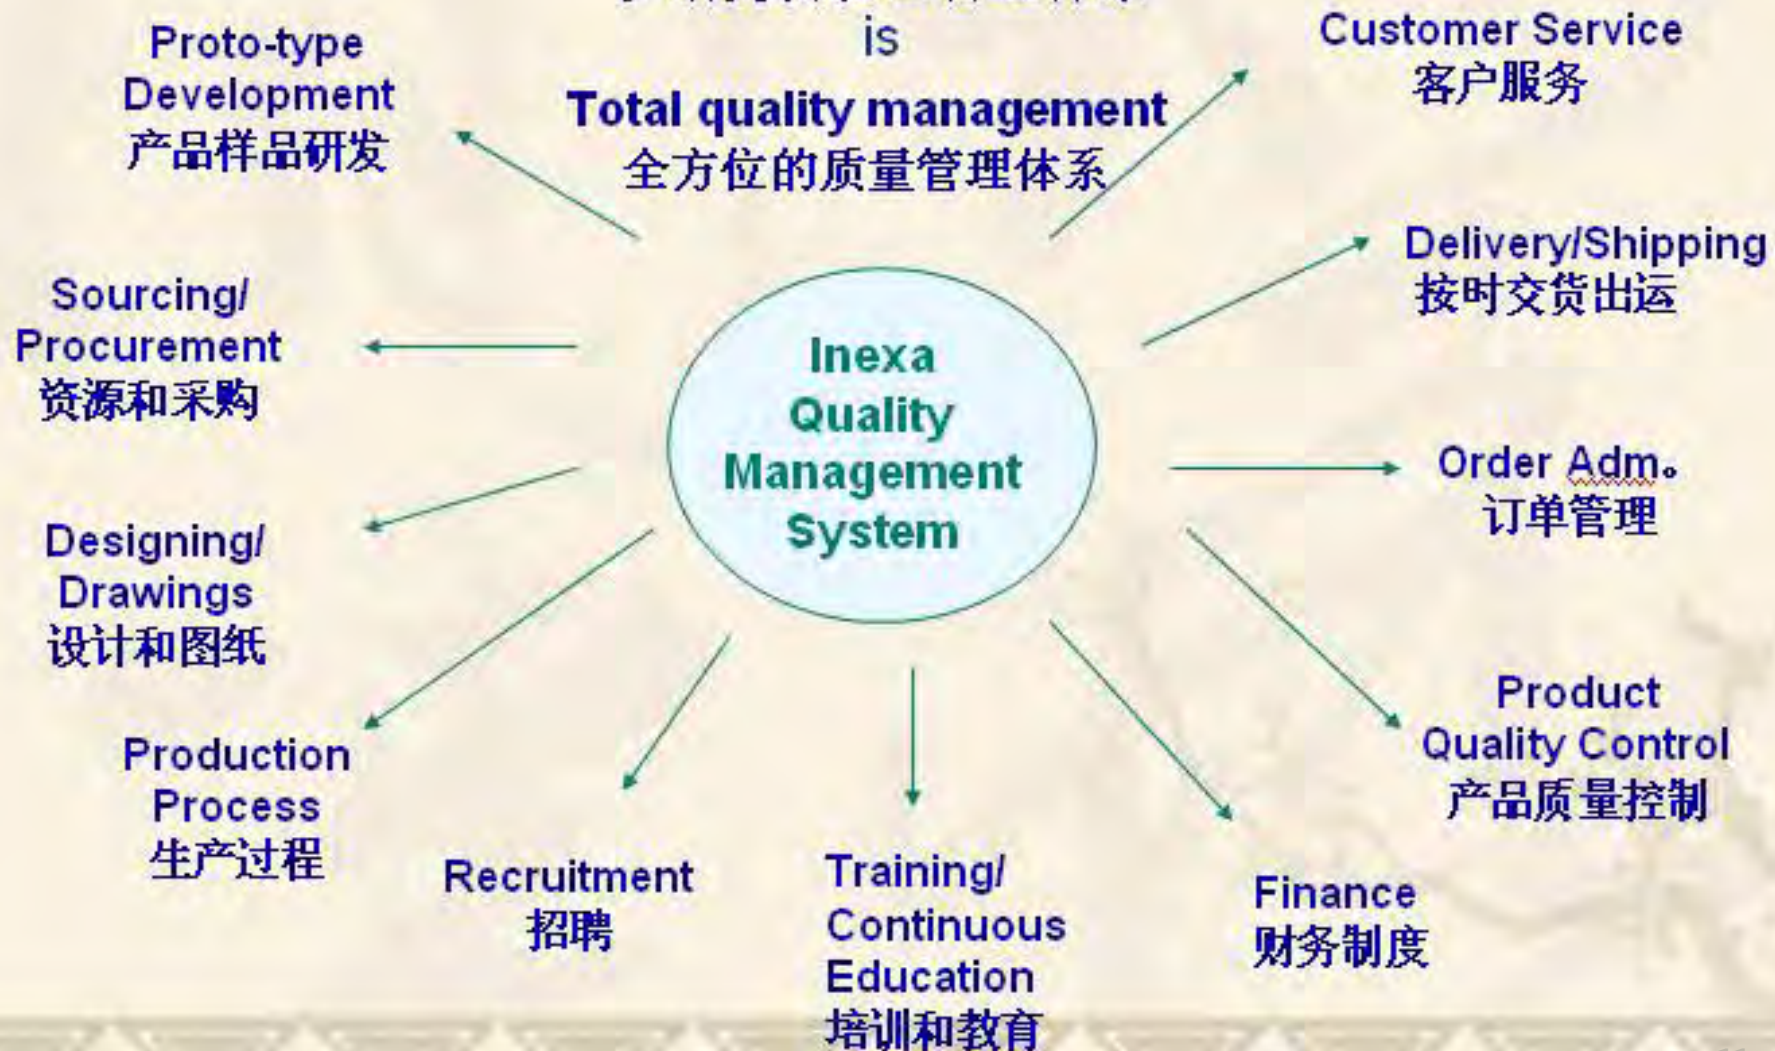 is
Total quality management
全方位的质量管理体系
Proto-type
Development
产品样品研发
Customer Service
客户服务
Sourcing/
Procurement
资源和采购
Delivery/Shipping
按时交货出运
Inexa
Quality
Management
System
Designing/
Drawings
设计和图纸
Order Adm。
订单管理
Production
Process
生产过程
Product
Quality Control
产品质量控制
Recruitment
招聘
Training/
Continuous
Education
培训和教育
Finance
财务制度